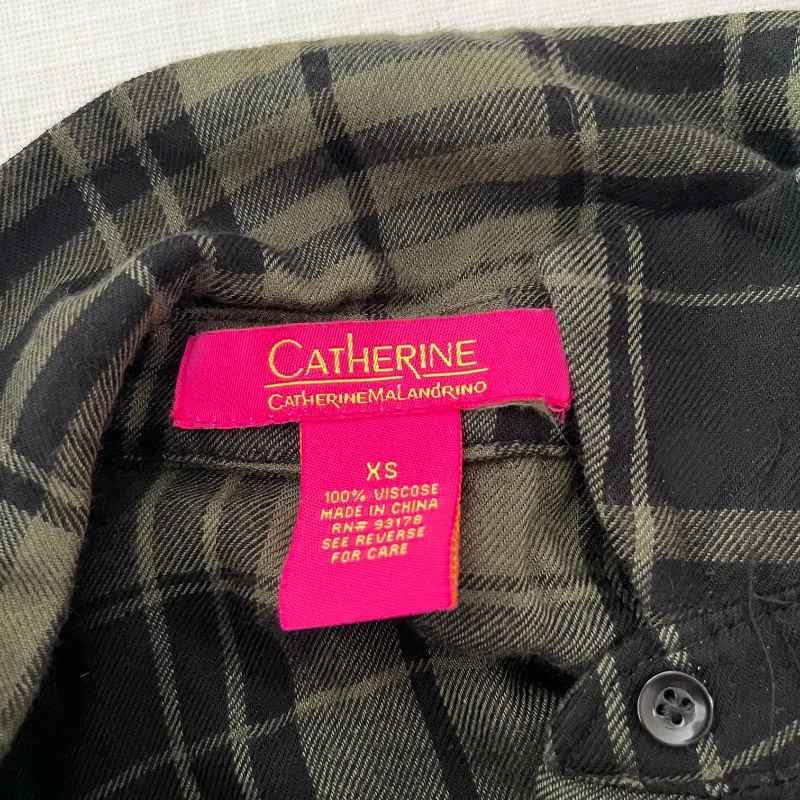 CATHERINE
CATHERINEMALANDRINO
XS
100% VISCOSE
MADE IN CHINA
RN# 93178
SEE REVERSE
FOR CARE